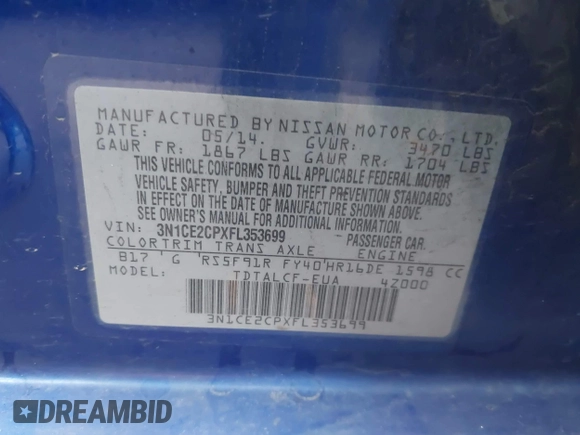 MANUFACTURED BY NISSAN MOTOR CO.,LTD.
DATE: 05/14. GVWR: 3470 LBS
GAWR FR: 1867 LBS GAWR RR: 1704 LBS
THIS VEHICLE CONFORMS TO ALL APPLICABLE FEDERAL MOTOR
VEHICLE SAFETY, BUMPER AND THEFT PREVENTION STANDARDS
IN EFFECT ON THE DATE OF MANUFACTURE SHOWN ABOVE.
SEE OWNER'S MANUAL FOR ADDITIONAL INFORMATION.
VIN: 3N1CE2CPXFL353699 PASSENGER CAR
COLOR TRIM TRANS AXLE ENGINE
B17 G RS5F91R FY40 HR16DE 1598 CC
MODEL: TDTALCF-EUA 4Z000
3N1CE2CPXFL353699
DREAMBID